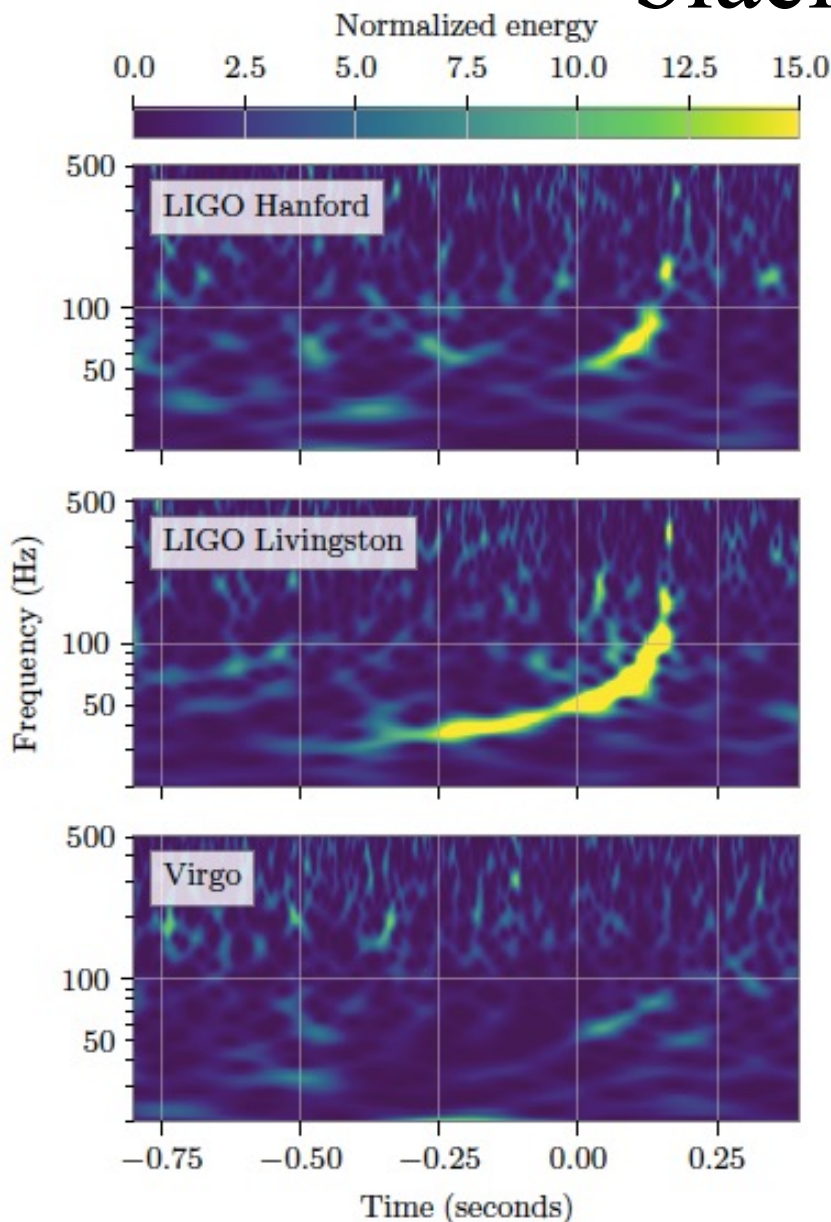 Normalized energy
0.0 2.5 5.0 7.5 10.0 12.5 15.0
500
LIGO Hanford
100
50
500
LIGO Livingston
100
50
Frequency (Hz)
500
Virgo
100
50
−0.75 −0.50 −0.25 0.00 0.25
Time (seconds)